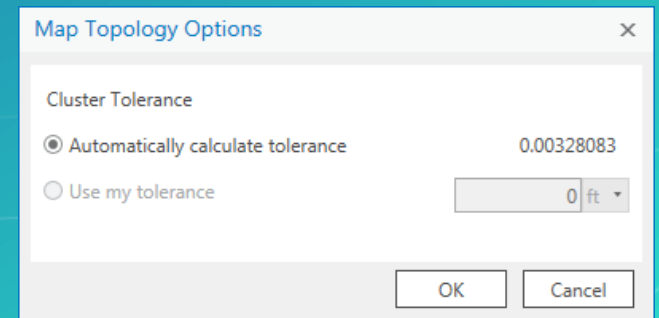 Map Topology Options
Cluster Tolerance
Automatically calculate tolerance 0.00328083
Use my tolerance 0 ft
OK Cancel